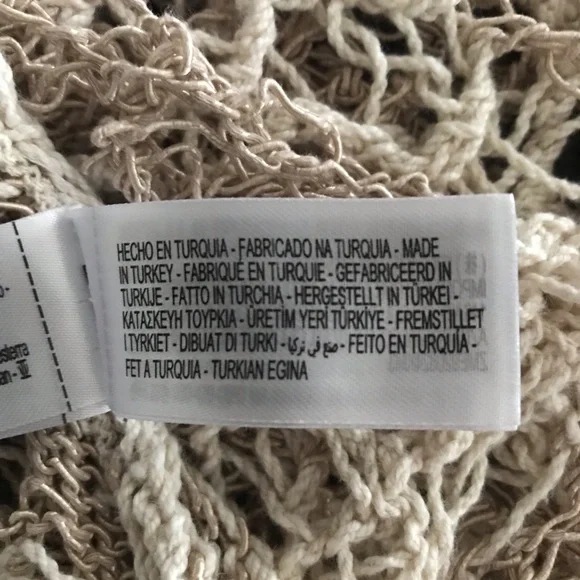 HECHO EN TURQUIA - FABRICADO NA TURQUIA - MADE
IN TURKEY - FABRIQUÉ EN TURQUIE - GEFABRICEERD IN
TURKIJE - FATTO IN TURCHIA - HERGESTELLT IN TÜRKEI -
ΚΑΤΑΣΚΕΥΗ ΤΟΥΡΚΙΑ - ÜRETİM YERİ TÜRKİYE - FREMSTILLET
I TYRKIET - DIBUAT DI TURKI - صنع في تركيا - FEITO EN TURQUÍA -
FET A TURQUIA - TURKIAN EGINA